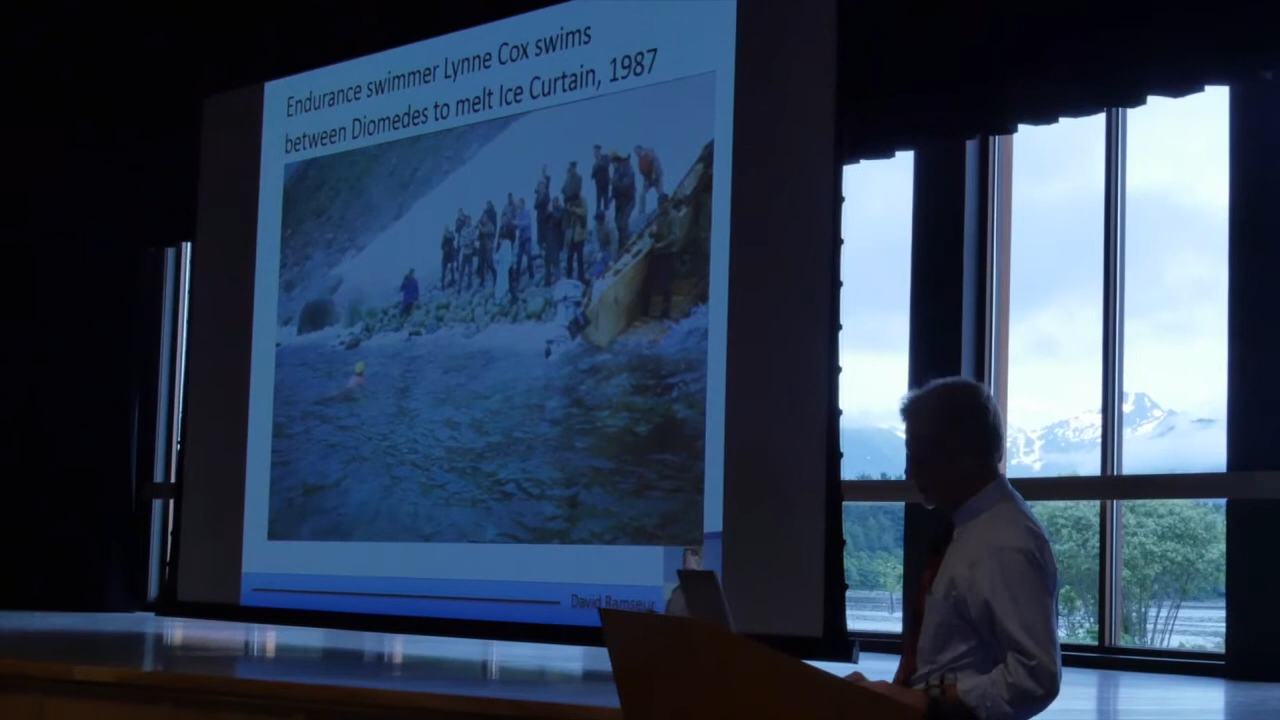 Endurance swimmer Lynne Cox swims
between Diomedes to melt Ice Curtain, 1987
David Ramseur